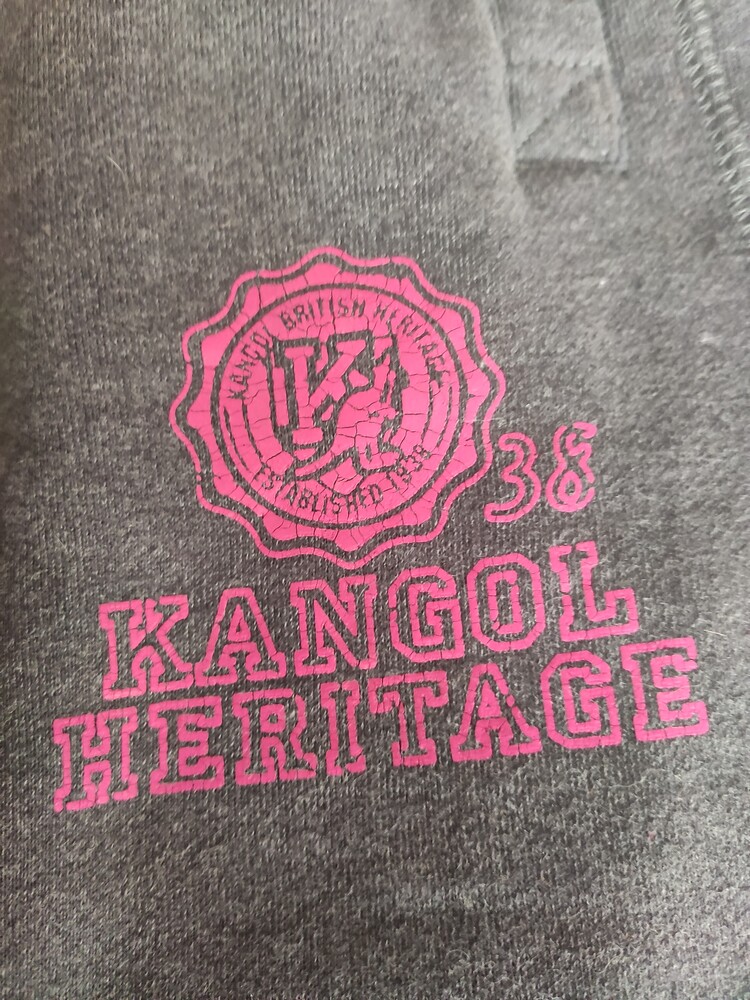 KANGOL BRITISH HERITAGE
K
ESTABLISHED 1938
38
KANGOL
HERITAGE